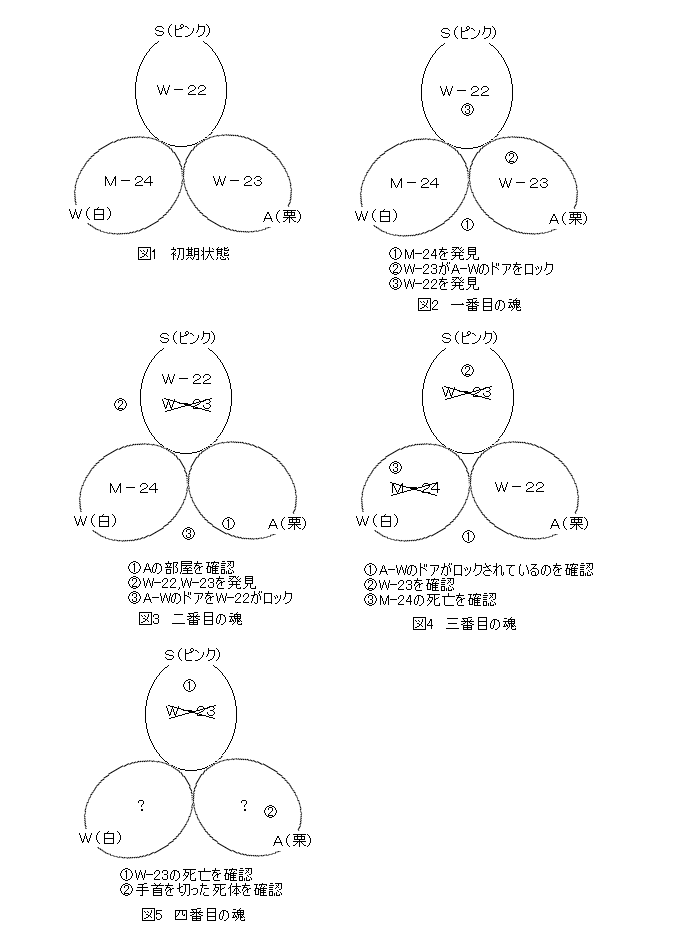 S（ピンク）
W－22
M－24
W－23
W（白）
A（栗）
図1　初期状態
S（ピンク）
W－22
③
②
M－24
W－23
W（白）
①
A（栗）
①M-24を発見
②W-23がA-Wのドアをロック
③W-22を発見
図2　一番目の魂
S（ピンク）
W－22
②
W－23
M－24
W（白）
③
①
A（栗）
①Aの部屋を確認
②W-22,W-23を発見
③A-WのドアをW-22がロック
図3　二番目の魂
S（ピンク）
②
W－23
③
M－24
W－22
W（白）
①
A（栗）
①A-Wのドアがロックされているのを確認
②W-23を確認
③M-24の死亡を確認
図4　三番目の魂
S（ピンク）
①
W－23
？
？
②
W（白）
A（栗）
①W-23の死亡を確認
②手首を切った死体を確認
図5　四番目の魂